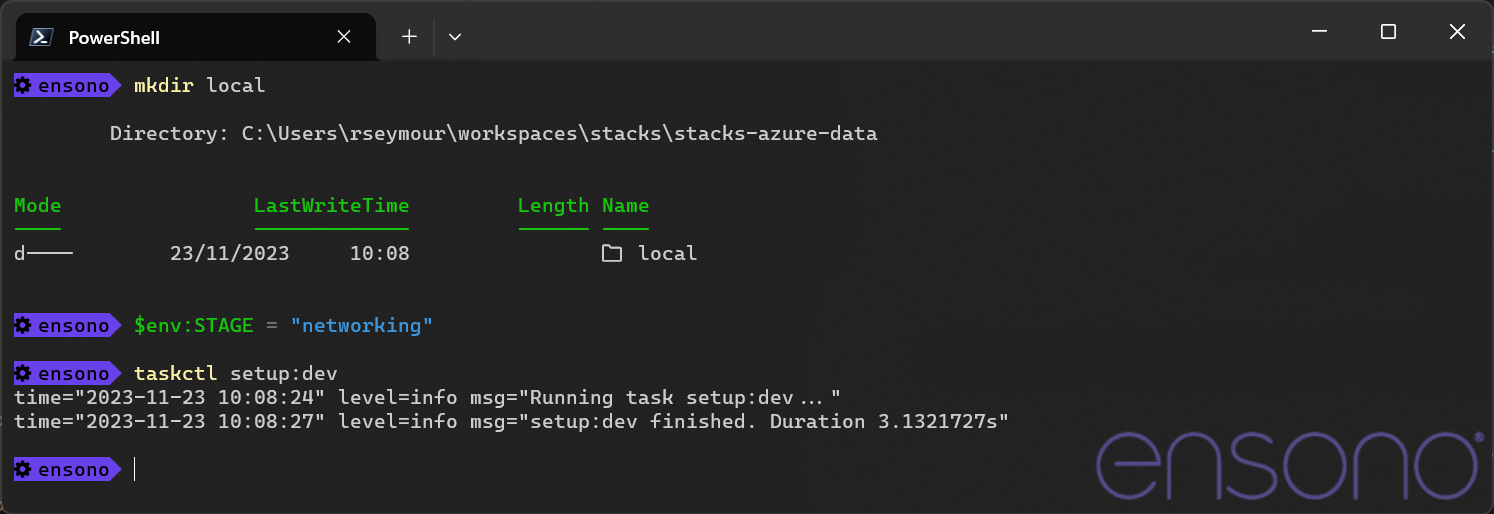 PowerShell
ensono mkdir local
Directory: C:\Users\rseymour\workspaces\stacks\stacks-azure-data
Mode LastWriteTime Length Name
d---- 23/11/2023 10:08 local
ensono $env:STAGE = "networking"
ensono taskctl setup:dev
time="2023-11-23 10:08:24" level=info msg="Running task setup:dev..."
time="2023-11-23 10:08:27" level=info msg="setup:dev finished. Duration 3.1321727s"
ensono
ensono®